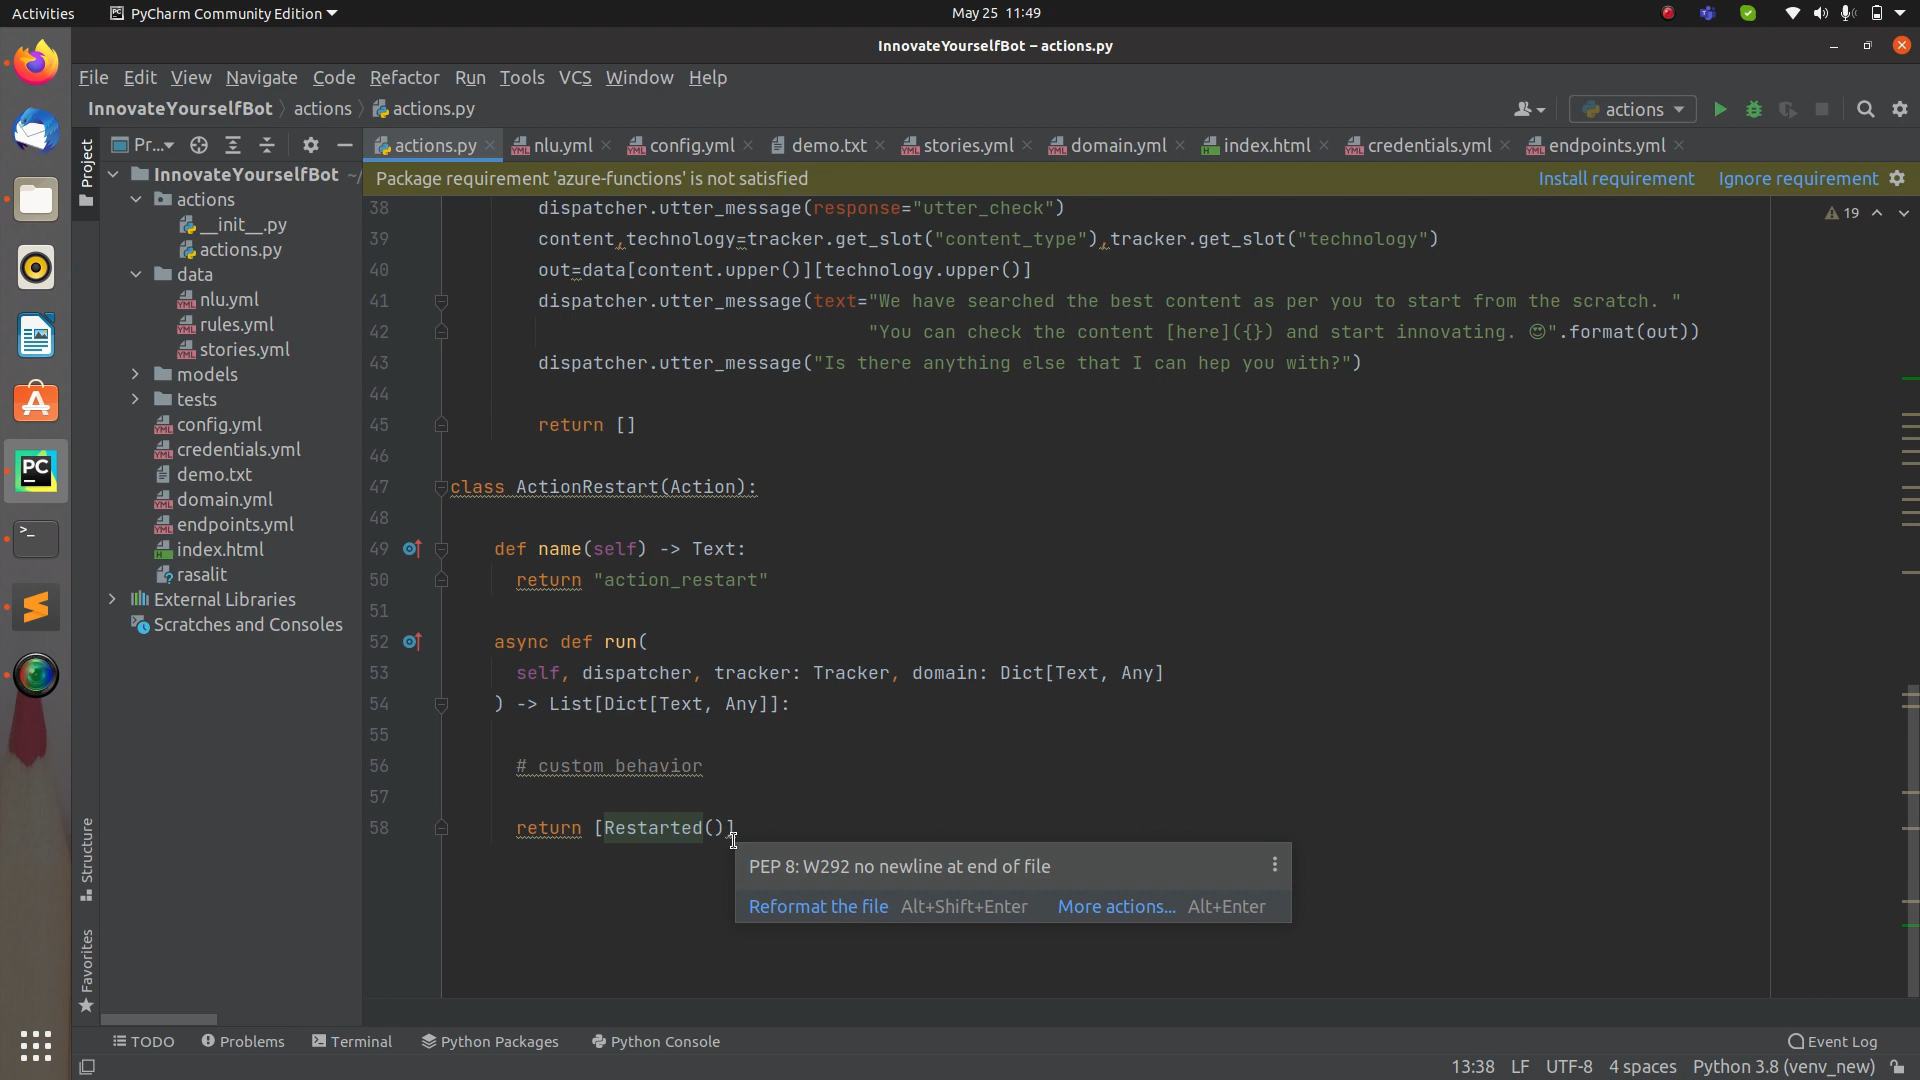 Activities PyCharm Community Edition May 25 11:49
InnovateYourselfBot – actions.py
File Edit View Navigate Code Refactor Run Tools VCS Window Help
InnovateYourselfBot actions actions.py actions
Pr... actions.py nlu.yml config.yml demo.txt stories.yml domain.yml index.html credentials.yml endpoints.yml
Project
InnovateYourselfBot ~/
actions
__init__.py
actions.py
data
nlu.yml
rules.yml
stories.yml
models
tests
config.yml
credentials.yml
demo.txt
domain.yml
endpoints.yml
index.html
rasalit
External Libraries
Scratches and Consoles
Structure
Favorites
Package requirement 'azure-functions' is not satisfied Install requirement Ignore requirement
19
38 dispatcher.utter_message(response="utter_check")
39 content,technology=tracker.get_slot("content_type"),tracker.get_slot("technology")
40 out=data[content.upper()][technology.upper()]
41 dispatcher.utter_message(text="We have searched the best content as per you to start from the scratch. "
42 "You can check the content [here]({}) and start innovating. 😍".format(out))
43 dispatcher.utter_message("Is there anything else that I can hep you with?")
44
45 return []
46
47 class ActionRestart(Action):
48
49 def name(self) -> Text:
50 return "action_restart"
51
52 async def run(
53 self, dispatcher, tracker: Tracker, domain: Dict[Text, Any]
54 ) -> List[Dict[Text, Any]]:
55
56 # custom behavior
57
58 return [Restarted()]
PEP 8: W292 no newline at end of file
Reformat the file Alt+Shift+Enter More actions... Alt+Enter
TODO Problems Terminal Python Packages Python Console Event Log
13:38 LF UTF-8 4 spaces Python 3.8 (venv_new)